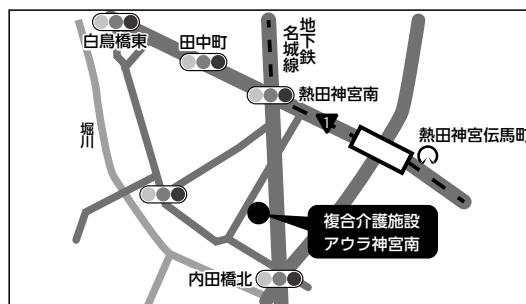 白鳥橋東
田中町
地下鉄
名城線
熱田神宮南
1
熱田神宮伝馬町
堀川
複合介護施設
アウラ神宮南
内田橋北